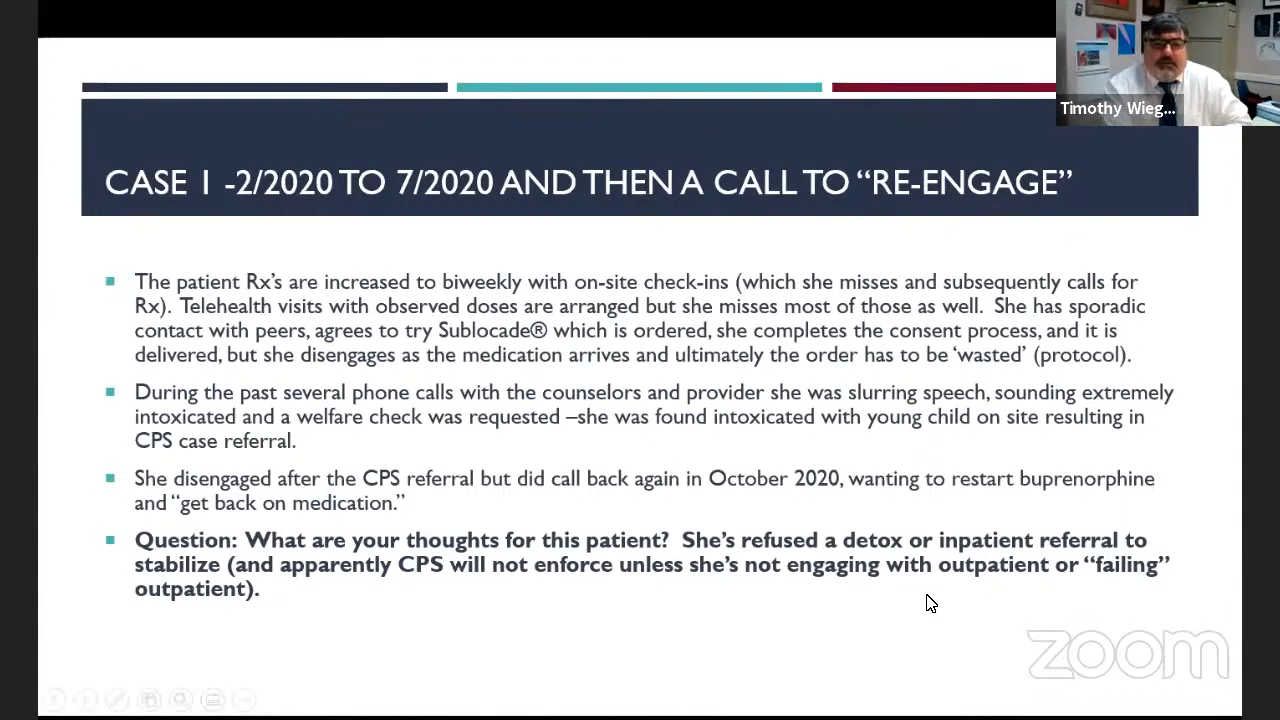 Timothy Wieg...
CASE 1 -2/2020 TO 7/2020 AND THEN A CALL TO “RE-ENGAGE”
The patient Rx’s are increased to biweekly with on-site check-ins (which she misses and subsequently calls for
Rx). Telehealth visits with observed doses are arranged but she misses most of those as well. She has sporadic
contact with peers, agrees to try Sublocade® which is ordered, she completes the consent process, and it is
delivered, but she disengages as the medication arrives and ultimately the order has to be ‘wasted’ (protocol).
During the past several phone calls with the counselors and provider she was slurring speech, sounding extremely
intoxicated and a welfare check was requested –she was found intoxicated with young child on site resulting in
CPS case referral.
She disengaged after the CPS referral but did call back again in October 2020, wanting to restart buprenorphine
and “get back on medication.”
Question: What are your thoughts for this patient? She’s refused a detox or inpatient referral to
stabilize (and apparently CPS will not enforce unless she’s not engaging with outpatient or “failing”
outpatient).
zoom